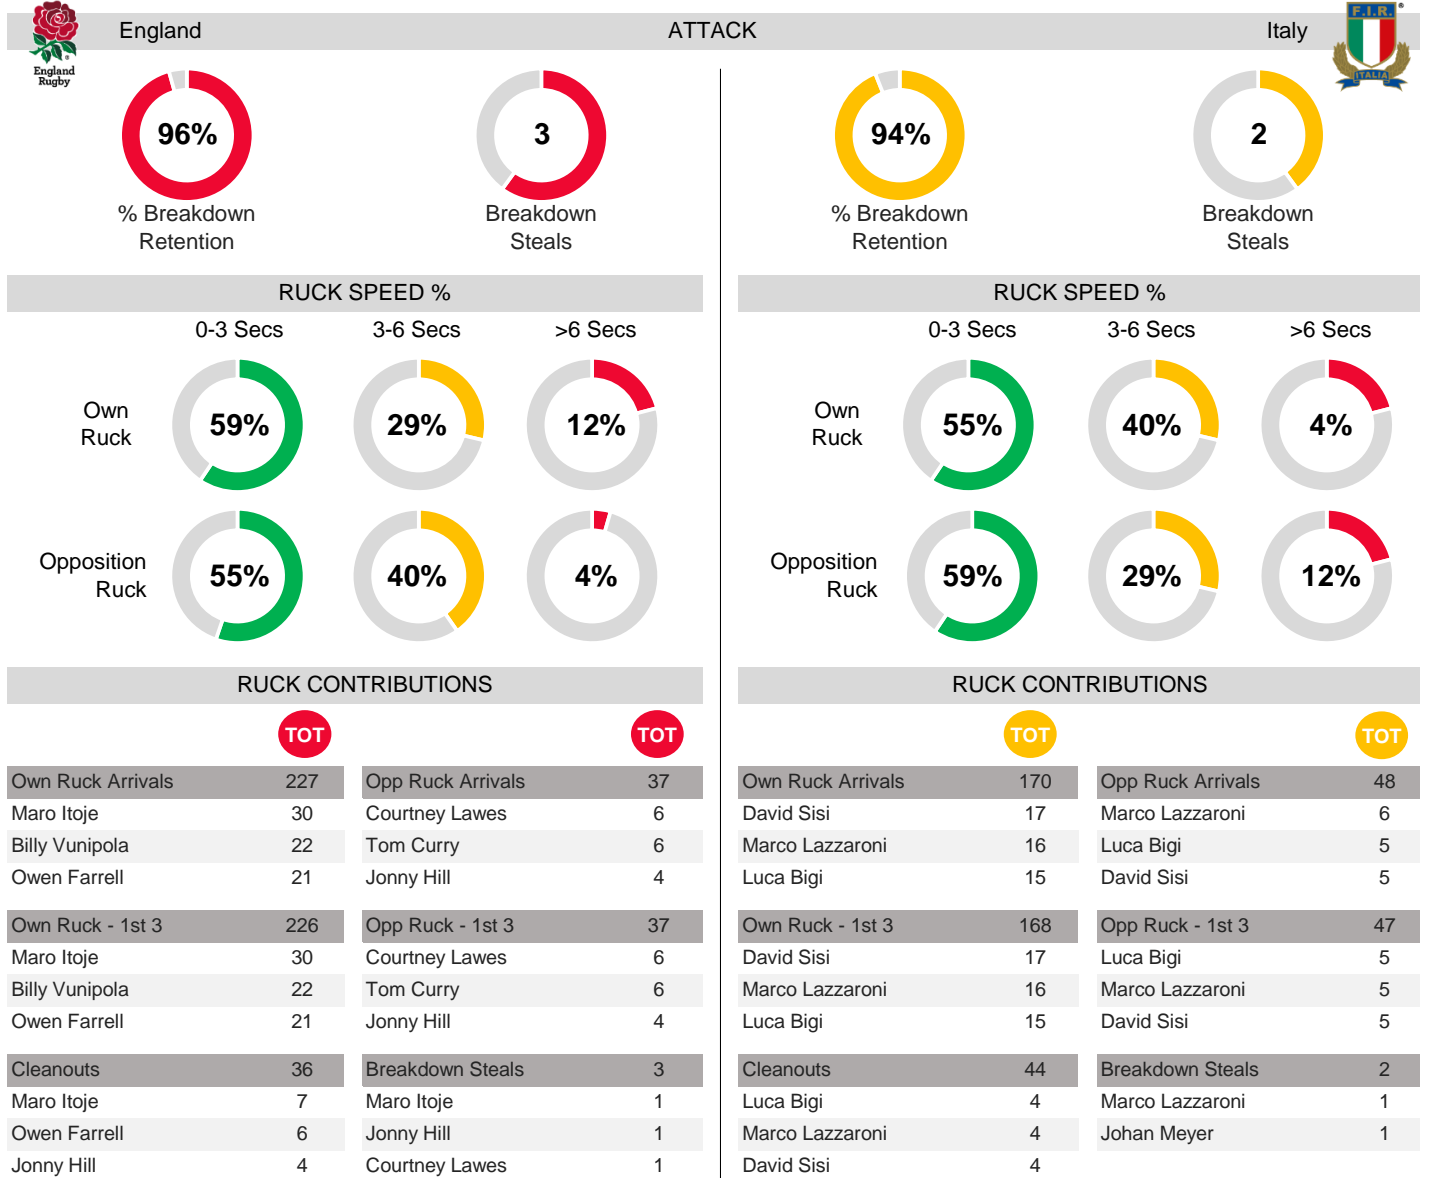 England
ATTACK
Italy
England
Rugby
F.I.R.
ITALIA
96%
3
94%
2
% Breakdown
Retention
Breakdown
Steals
% Breakdown
Retention
Breakdown
Steals
RUCK SPEED %
0-3 Secs 3-6 Secs >6 Secs
Own
Ruck
59% 29% 12%
Opposition
Ruck
55% 40% 4%
RUCK SPEED %
0-3 Secs 3-6 Secs >6 Secs
Own
Ruck
55% 40% 4%
Opposition
Ruck
59% 29% 12%
RUCK CONTRIBUTIONS
TOT TOT
Own Ruck Arrivals 227 Opp Ruck Arrivals 37
Maro Itoje 30 Courtney Lawes 6
Billy Vunipola 22 Tom Curry 6
Owen Farrell 21 Jonny Hill 4
Own Ruck - 1st 3 226 Opp Ruck - 1st 3 37
Maro Itoje 30 Courtney Lawes 6
Billy Vunipola 22 Tom Curry 6
Owen Farrell 21 Jonny Hill 4
Cleanouts 36 Breakdown Steals 3
Maro Itoje 7 Maro Itoje 1
Owen Farrell 6 Jonny Hill 1
Jonny Hill 4 Courtney Lawes 1
RUCK CONTRIBUTIONS
TOT TOT
Own Ruck Arrivals 170 Opp Ruck Arrivals 48
David Sisi 17 Marco Lazzaroni 6
Marco Lazzaroni 16 Luca Bigi 5
Luca Bigi 15 David Sisi 5
Own Ruck - 1st 3 168 Opp Ruck - 1st 3 47
David Sisi 17 Luca Bigi 5
Marco Lazzaroni 16 Marco Lazzaroni 5
Luca Bigi 15 David Sisi 5
Cleanouts 44 Breakdown Steals 2
Luca Bigi 4 Marco Lazzaroni 1
Marco Lazzaroni 4 Johan Meyer 1
David Sisi 4